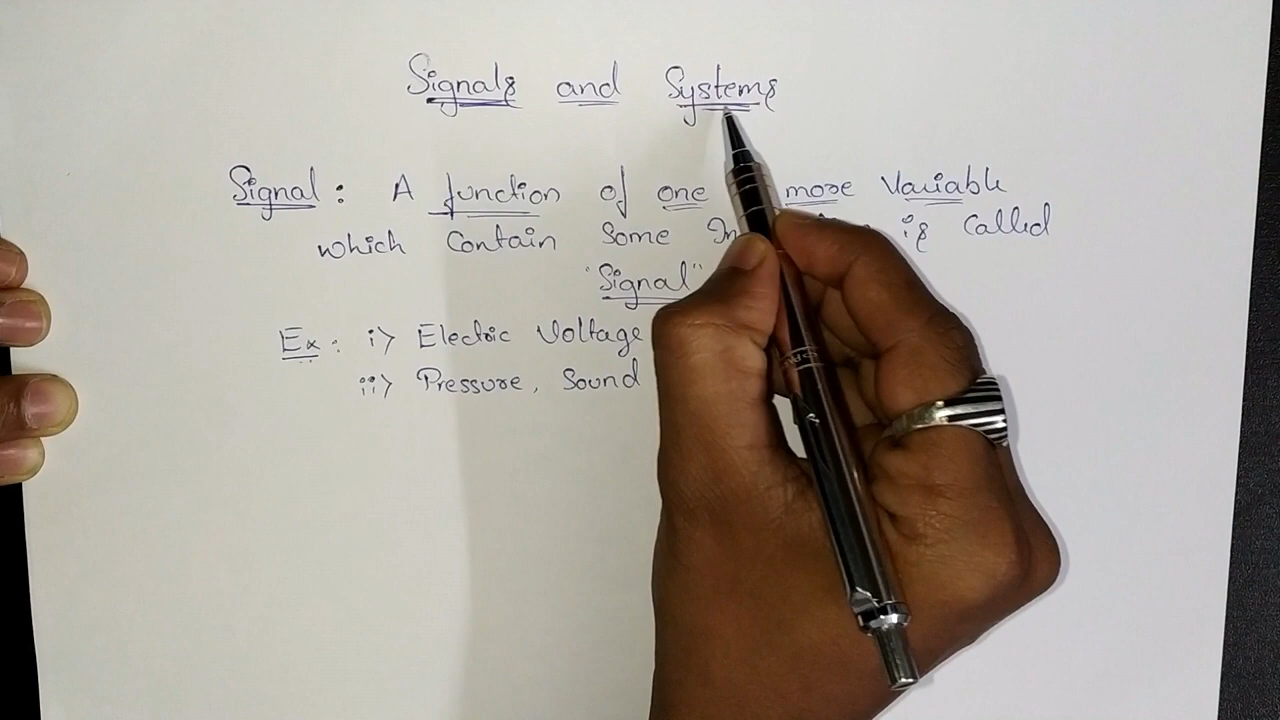 Signals and Systems
Signal: A function of one more Variable
which Contain Some is Called
"Signal"
Ex: i> Electric Voltage
ii> Pressure, Sound